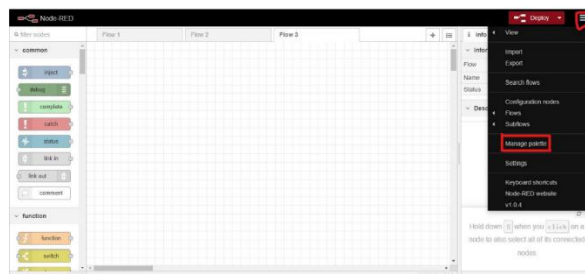 Node-RED
Deploy
filter nodes
Flow 1
Flow 2
Flow 3
info
View
common
Import
Export
Flow
Name
Status
inject
debug
Search flows
complete
catch
Configuration nodes
Flows
Subflows
status
link in
Manage palette
link out
Settings
comment
Keyboard shortcuts
Node-RED website
v1.0.4
function
Hold down when you click on a
function
node to also select all of its connected
switch
nodes